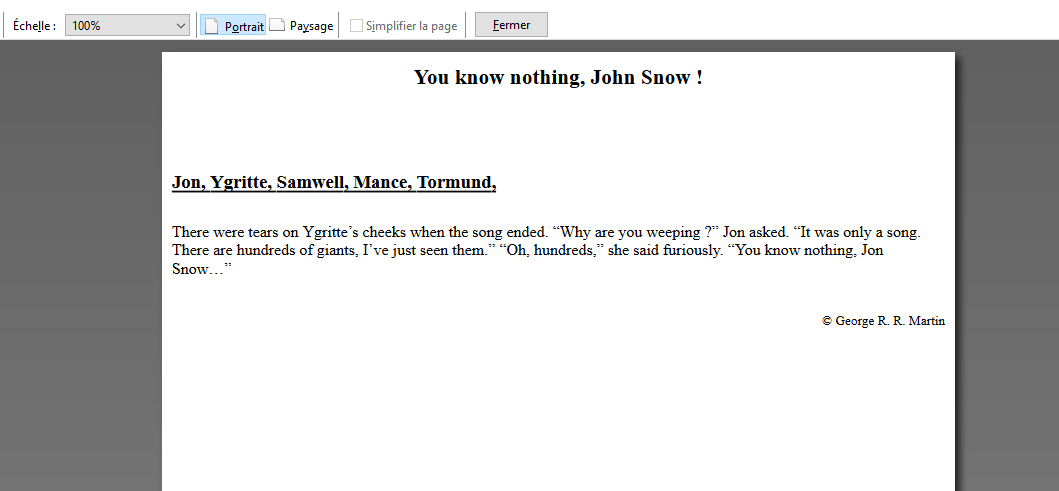 Échelle : 100% Portrait Paysage Simplifier la page Fermer
You know nothing, John Snow !
Jon, Ygritte, Samwell, Mance, Tormund,
There were tears on Ygritte’s cheeks when the song ended. “Why are you weeping ?” Jon asked. “It was only a song.
There are hundreds of giants, I’ve just seen them.” “Oh, hundreds,” she said furiously. “You know nothing, Jon
Snow…”
© George R. R. Martin